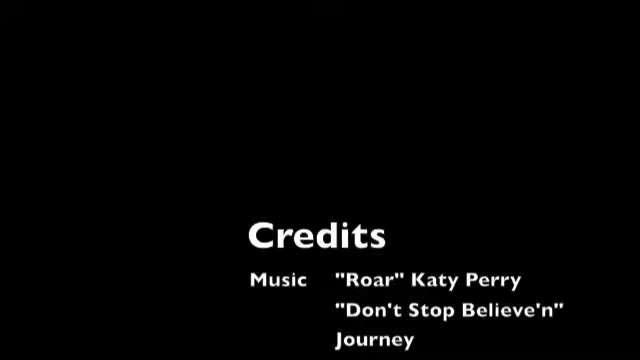 Credits
Music "Roar" Katy Perry
"Don't Stop Believe'n"
Journey